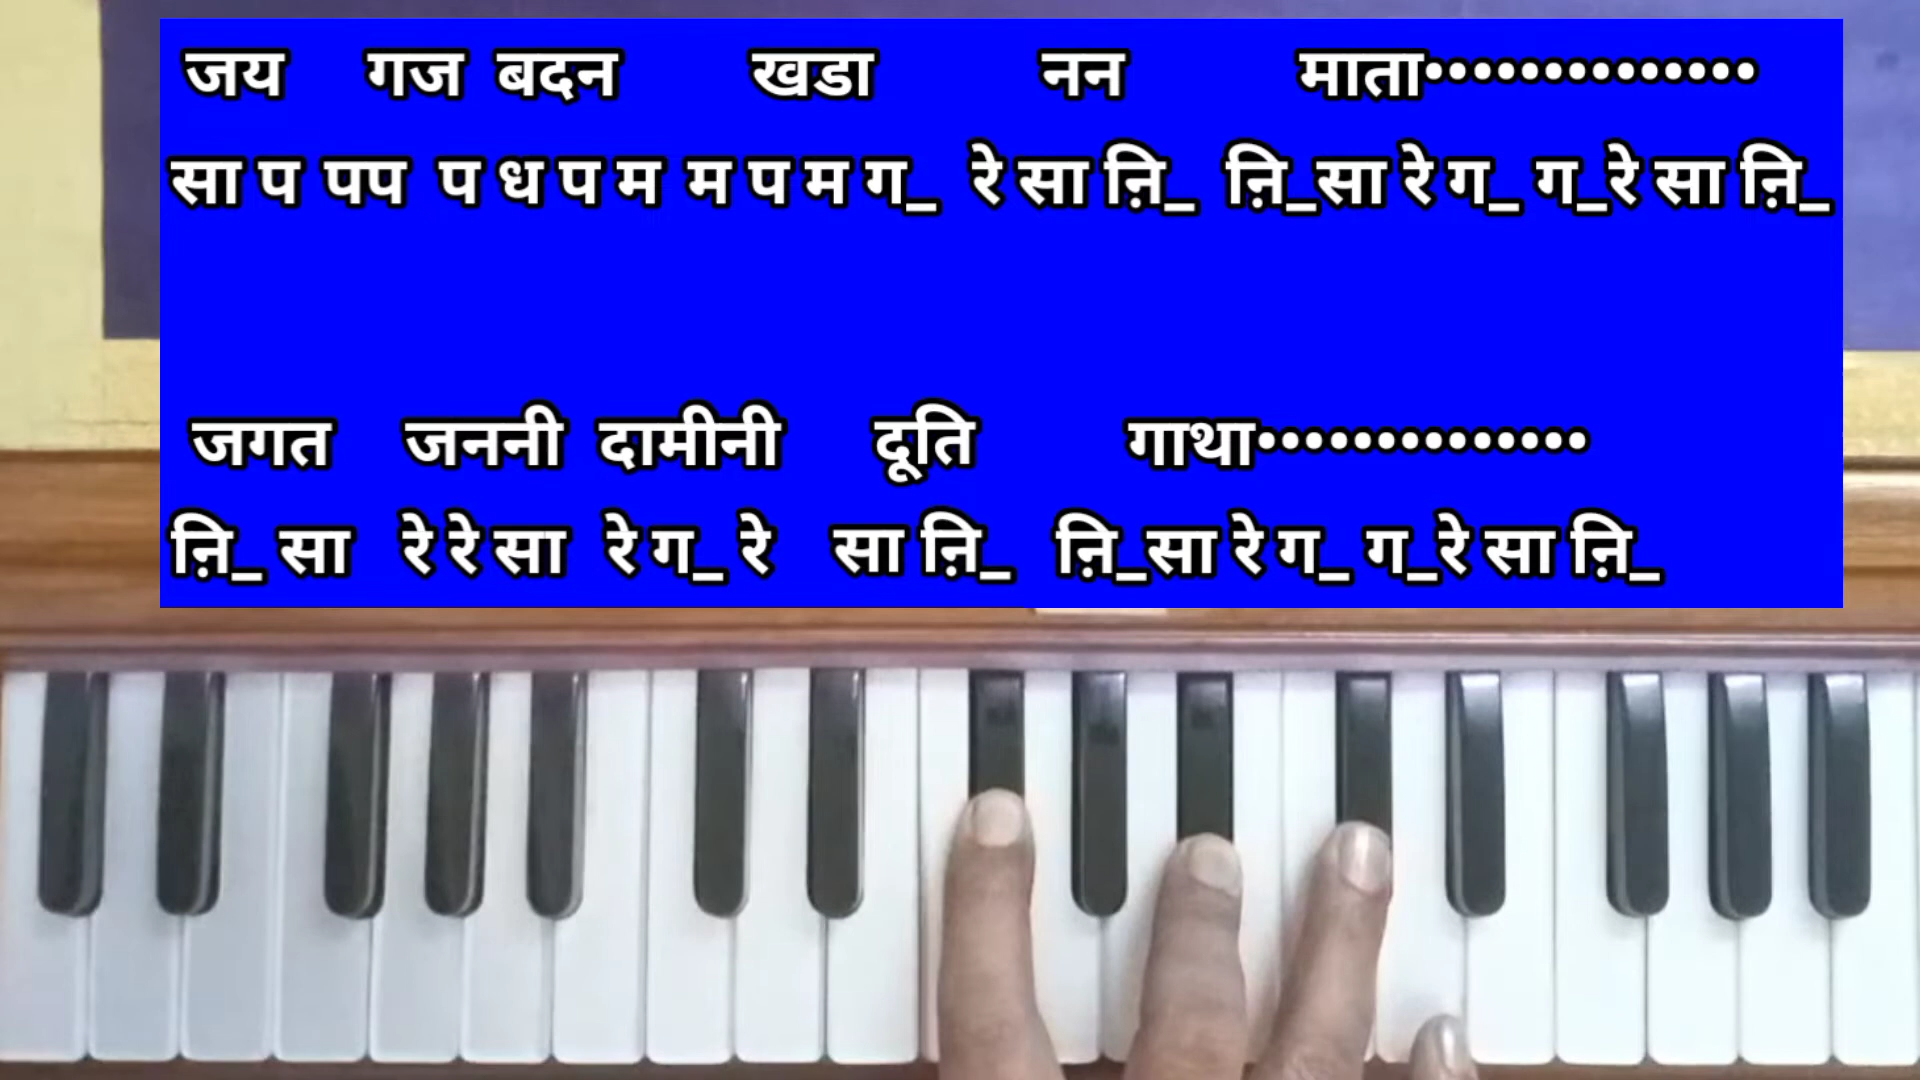 जय गज बदन खडा नन माता••••••••••••••
सा प पप प ध प म म प म ग_ रे सा ऩि_ ऩि_सा रे ग_ ग_रे सा ऩि_
जगत जननी दामीनी दूति गाथा••••••••••••••
ऩि_ सा रे रे सा रे ग_ रे सा ऩि_ ऩि_सा रे ग_ ग_रे सा ऩि_